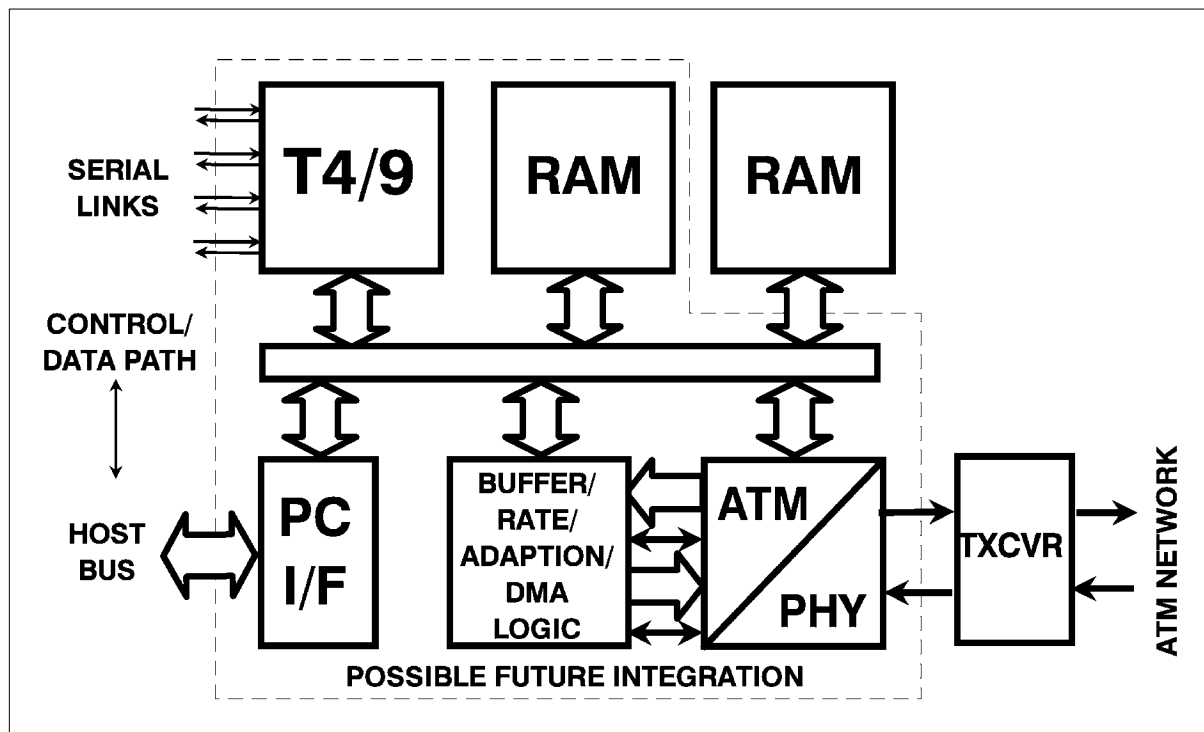 T4/9
RAM
RAM
SERIAL
LINKS
CONTROL/
DATA PATH
HOST
BUS
PC
I/F
BUFFER/
RATE/
ADAPTION/
DMA
LOGIC
ATM
PHY
TXCVR
ATM NETWORK
POSSIBLE FUTURE INTEGRATION